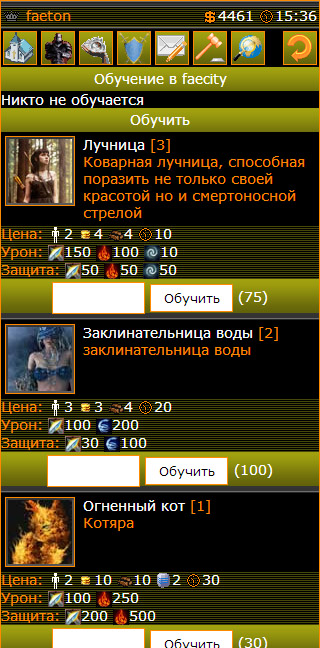 faeton 4461 15:36
Обучение в faecity
Никто не обучается
Обучить
Лучница [3]
Коварная лучница, способная
поразить не только своей
красотой но и смертоносной
стрелой
Цена: 2 4 4 10
Урон: 150 100 10
Защита: 50 50 50
Обучить (75)
Заклинательница воды [2]
заклинательница воды
Цена: 3 3 4 20
Урон: 100 200
Защита: 30 100
Обучить (100)
Огненный кот [1]
Котяра
Цена: 2 10 10 2 30
Урон: 100 250
Защита: 200 500
Обучить (30)